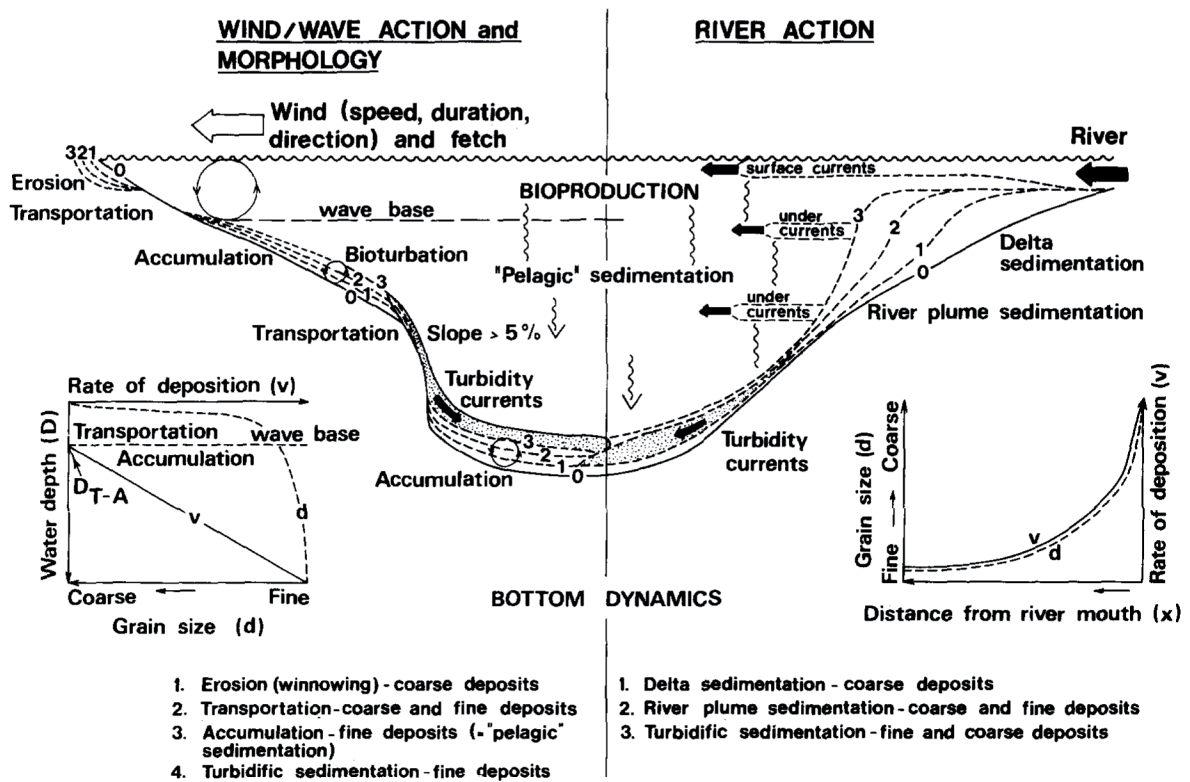 WIND/WAVE ACTION and
MORPHOLOGY
RIVER ACTION
Wind (speed, duration,
direction) and fetch
River
321
0
Erosion
Transportation
surface currents
BIOPRODUCTION
wave base
under
currents
3
2
1
0
Delta
sedimentation
Accumulation
Bioturbation
"Pelagic" sedimentation
2 3
0 1
under
currents
River plume sedimentation
Transportation
Slope > 5%
Turbidity
currents
3
2
1
0
Accumulation
Turbidity
currents
Rate of deposition (v)
Water depth (D)
Transportation
wave base
Accumulation
DT-A
v
d
Coarse
Fine
Grain size (d)
BOTTOM DYNAMICS
Grain size (d)
Fine → Coarse
v
d
Rate of deposition (v)
Distance from river mouth (x)
1. Erosion (winnowing) - coarse deposits
2. Transportation - coarse and fine deposits
3. Accumulation - fine deposits (= "pelagic"
sedimentation)
4. Turbidific sedimentation - fine deposits
1. Delta sedimentation - coarse deposits
2. River plume sedimentation - coarse and fine deposits
3. Turbidific sedimentation - fine and coarse deposits